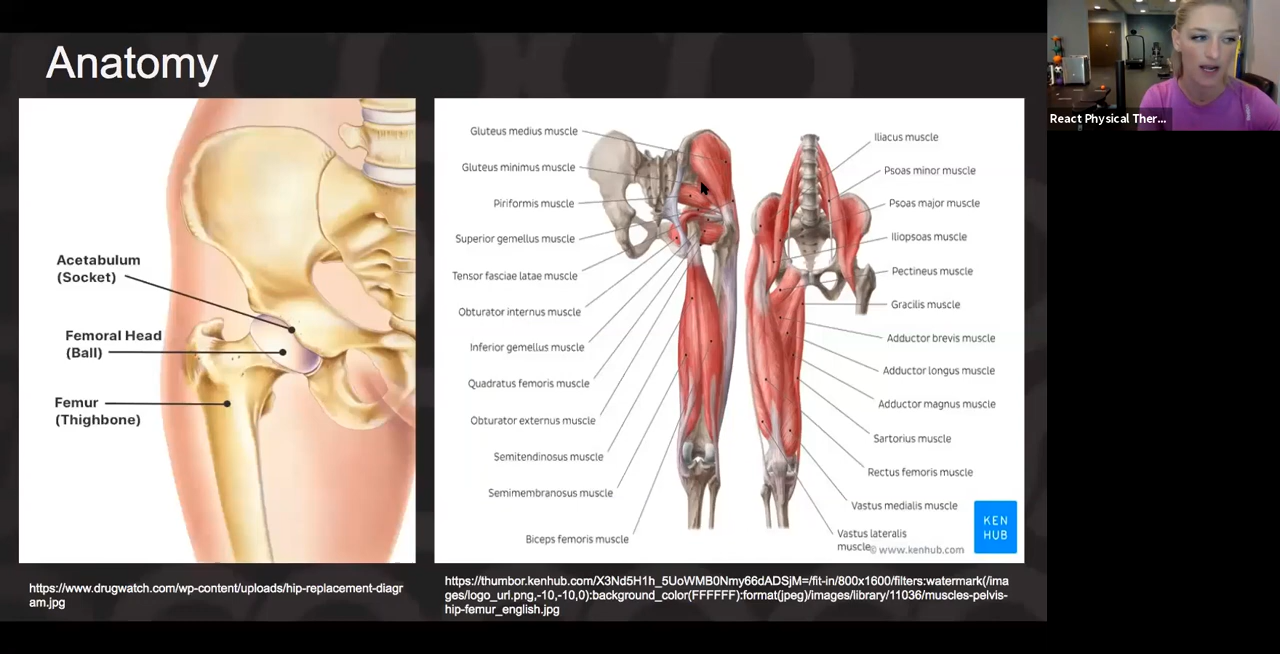 Anatomy
React Physical Ther...
Acetabulum
(Socket)
Femoral Head
(Ball)
Femur
(Thighbone)
Gluteus medius muscle
Gluteus minimus muscle
Piriformis muscle
Superior gemellus muscle
Tensor fasciae latae muscle
Obturator internus muscle
Inferior gemellus muscle
Quadratus femoris muscle
Obturator externus muscle
Semitendinosus muscle
Semimembranosus muscle
Biceps femoris muscle
Iliacus muscle
Psoas minor muscle
Psoas major muscle
Iliopsoas muscle
Pectineus muscle
Gracilis muscle
Adductor brevis muscle
Adductor longus muscle
Adductor magnus muscle
Sartorius muscle
Rectus femoris muscle
Vastus medialis muscle
Vastus lateralis
muscle
© www.kenhub.com
KEN
HUB
https://www.drugwatch.com/wp-content/uploads/hip-replacement-diagr
am.jpg
https://thumbor.kenhub.com/X3Nd5H1h_5UoWMB0Nmy66dADSjM=/fit-in/800x1600/filters:watermark(/ima
ges/logo_url.png,-10,-10,0):background_color(FFFFFF):format(jpeg)/images/library/11036/muscles-pelvis-
hip-femur_english.jpg